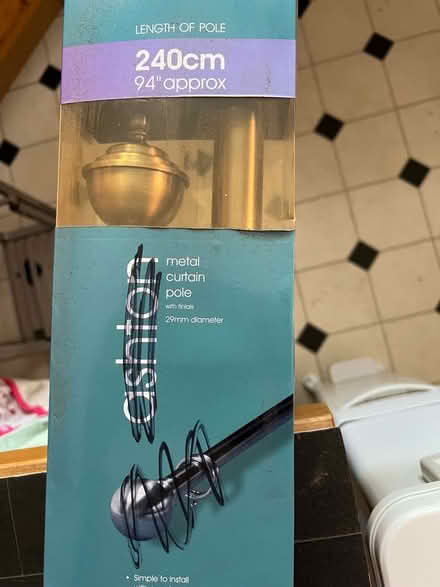 LENGTH OF POLE
240cm
94" approx
ashton
metal
curtain
pole
with finials
29mm diameter
• Simple to install